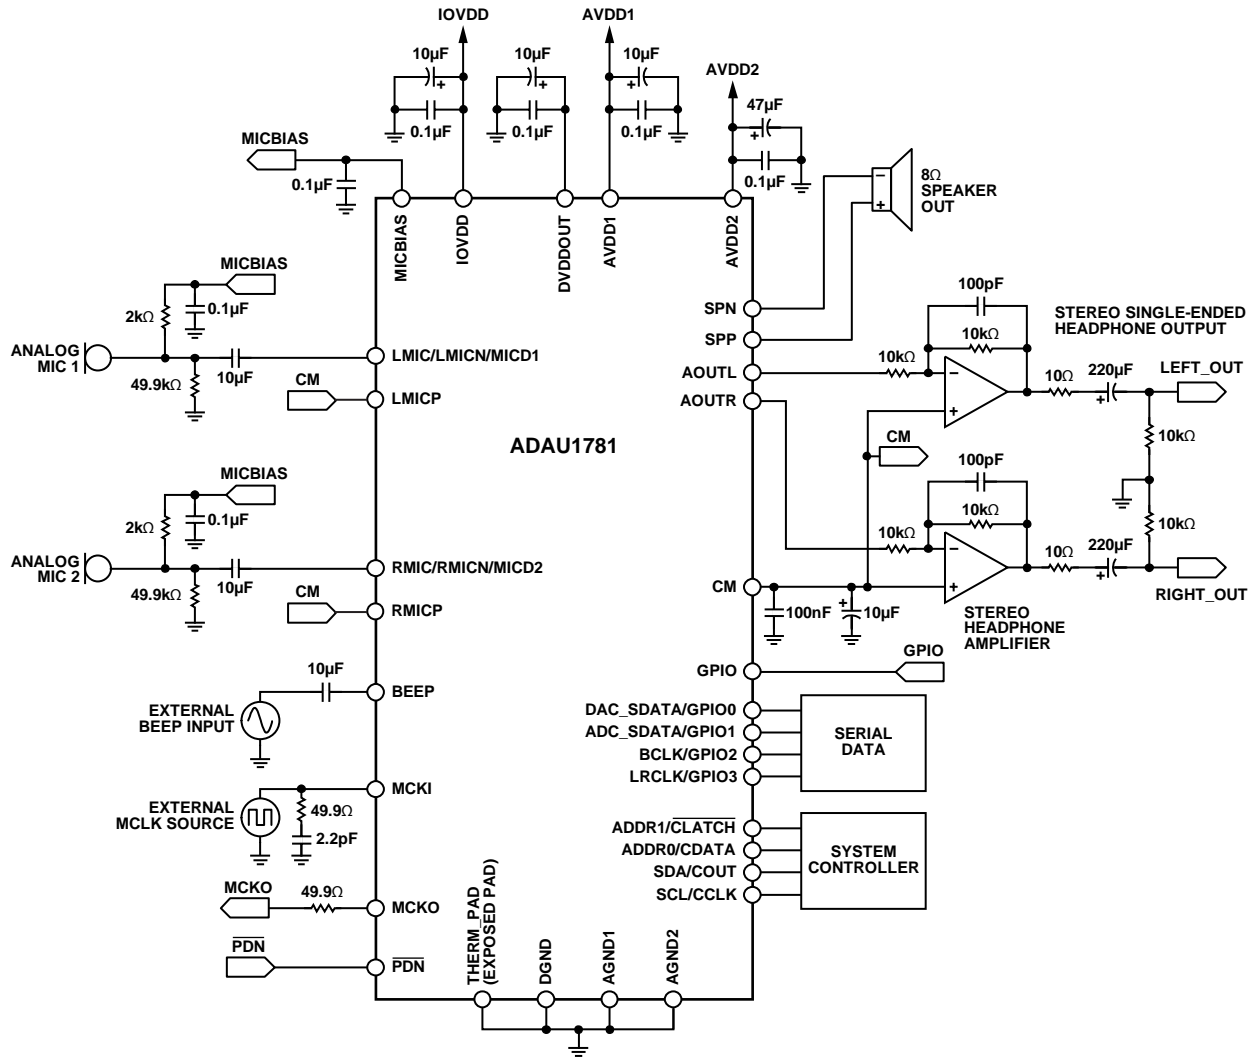 IOVDD
AVDD1
10µF
10µF
10µF
AVDD2
47µF
0.1µF
0.1µF
0.1µF
0.1µF
MICBIAS
0.1µF
8Ω
SPEAKER
OUT
MICBIAS
IOVDD
DVDDOUT
AVDD1
AVDD2
MICBIAS
0.1µF
2kΩ
ANALOG
MIC 1
49.9kΩ
10µF
LMIC/LMICN/MICD1
CM
LMICP
SPN
SPP
AOUTL
AOUTR
100pF
10kΩ
10kΩ
STEREO SINGLE-ENDED
HEADPHONE OUTPUT
10Ω
220µF
+
LEFT_OUT
10kΩ
ADAU1781
CM
MICBIAS
0.1µF
2kΩ
ANALOG
MIC 2
49.9kΩ
10µF
RMIC/RMICN/MICD2
CM
RMICP
100pF
10kΩ
10kΩ
10kΩ
10Ω
220µF
+
RIGHT_OUT
CM
100nF
+
10µF
STEREO
HEADPHONE
AMPLIFIER
10µF
BEEP
EXTERNAL
BEEP INPUT
GPIO
GPIO
DAC_SDATA/GPIO0
ADC_SDATA/GPIO1
BCLK/GPIO2
LRCLK/GPIO3
SERIAL
DATA
MCKI
EXTERNAL
MCLK SOURCE
49.9Ω
2.2pF
ADDR1/CLATCH
ADDR0/CDATA
SDA/COUT
SCL/CCLK
SYSTEM
CONTROLLER
MCKO
49.9Ω
MCKO
PDN
PDN
THERM_PAD
(EXPOSED PAD)
DGND
AGND1
AGND2